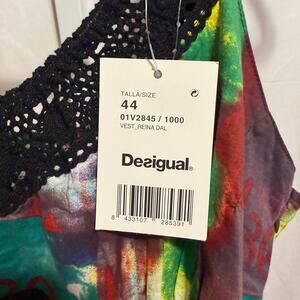 TALLA/SIZE
44
01V2845 / 1000
VEST_REINA DAL
Desigual®
8 433107 285391